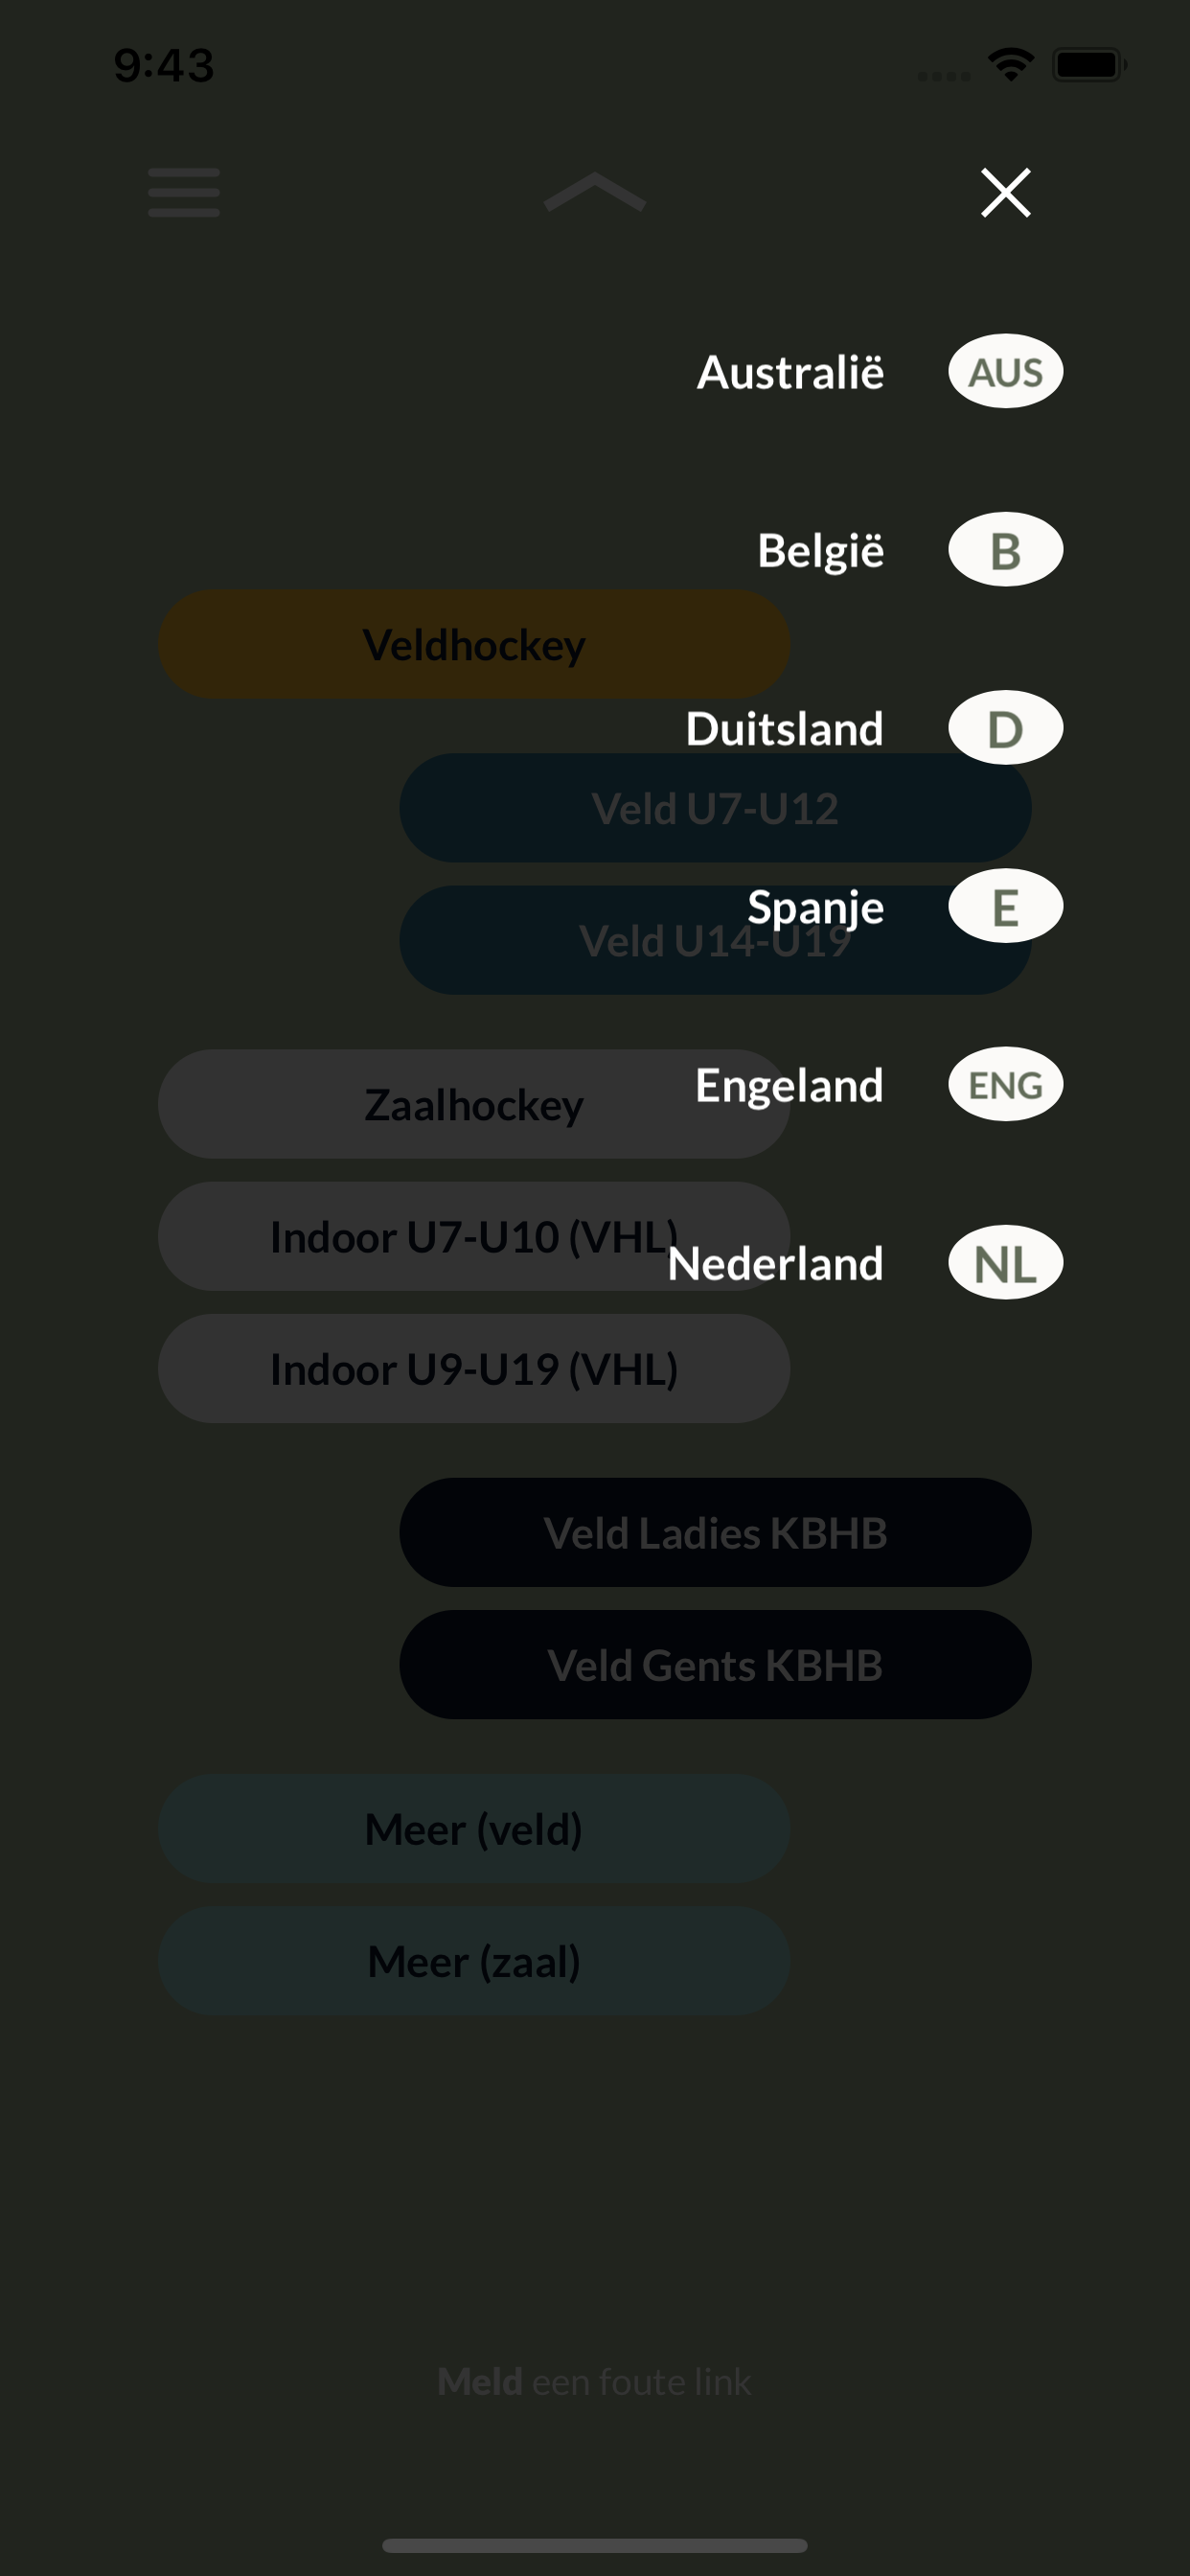 9:43
Australië AUS
België B
Veldhockey
Duitsland D
Veld U7-U12
Spanje E
Veld U14-U19
Engeland ENG
Zaalhockey
Indoor U7-U10 (VHL)
Nederland NL
Indoor U9-U19 (VHL)
Veld Ladies KBHB
Veld Gents KBHB
Meer (veld)
Meer (zaal)
Meld een foute link